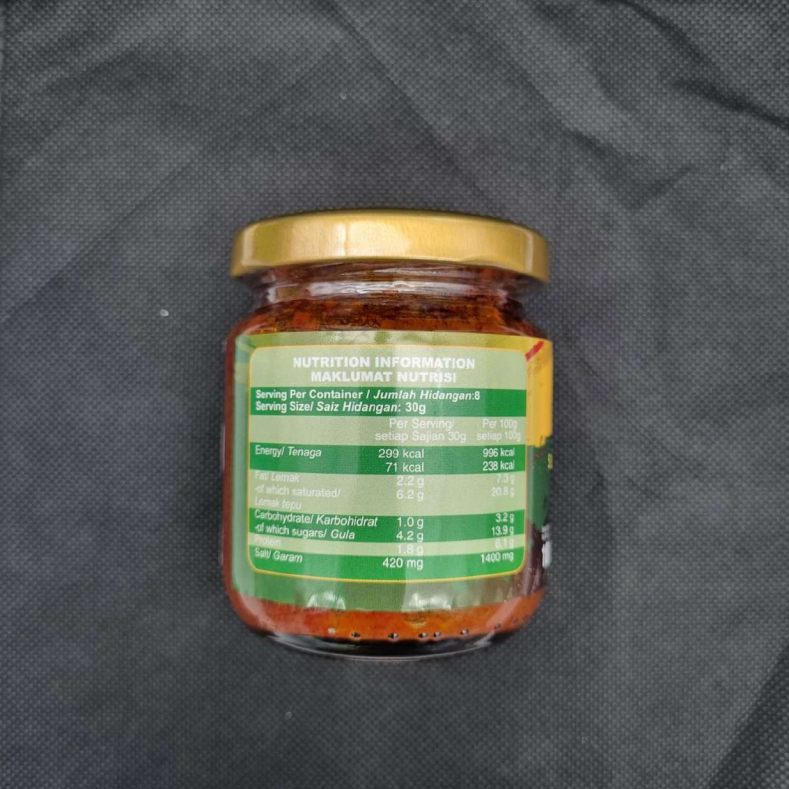 NUTRITION INFORMATION
MAKLUMAT NUTRISI
Serving Per Container / Jumlah Hidangan:8
Serving Size/ Saiz Hidangan: 30g
Per Serving/ Per 100g
setiap Sajian 30g setiap 100g
Energy/ Tenaga 299 kcal 996 kcal
71 kcal 238 kcal
Fat/ Lemak 2.2 g 7.3 g
-of which saturated/ 6.2 g 20.8 g
Lemak tepu
Carbohydrate/ Karbohidrat 1.0 g 3.2 g
-of which sugars/ Gula 4.2 g 13.9 g
Protein 1.8 g 6.1 g
Salt/ Garam 420 mg 1400 mg